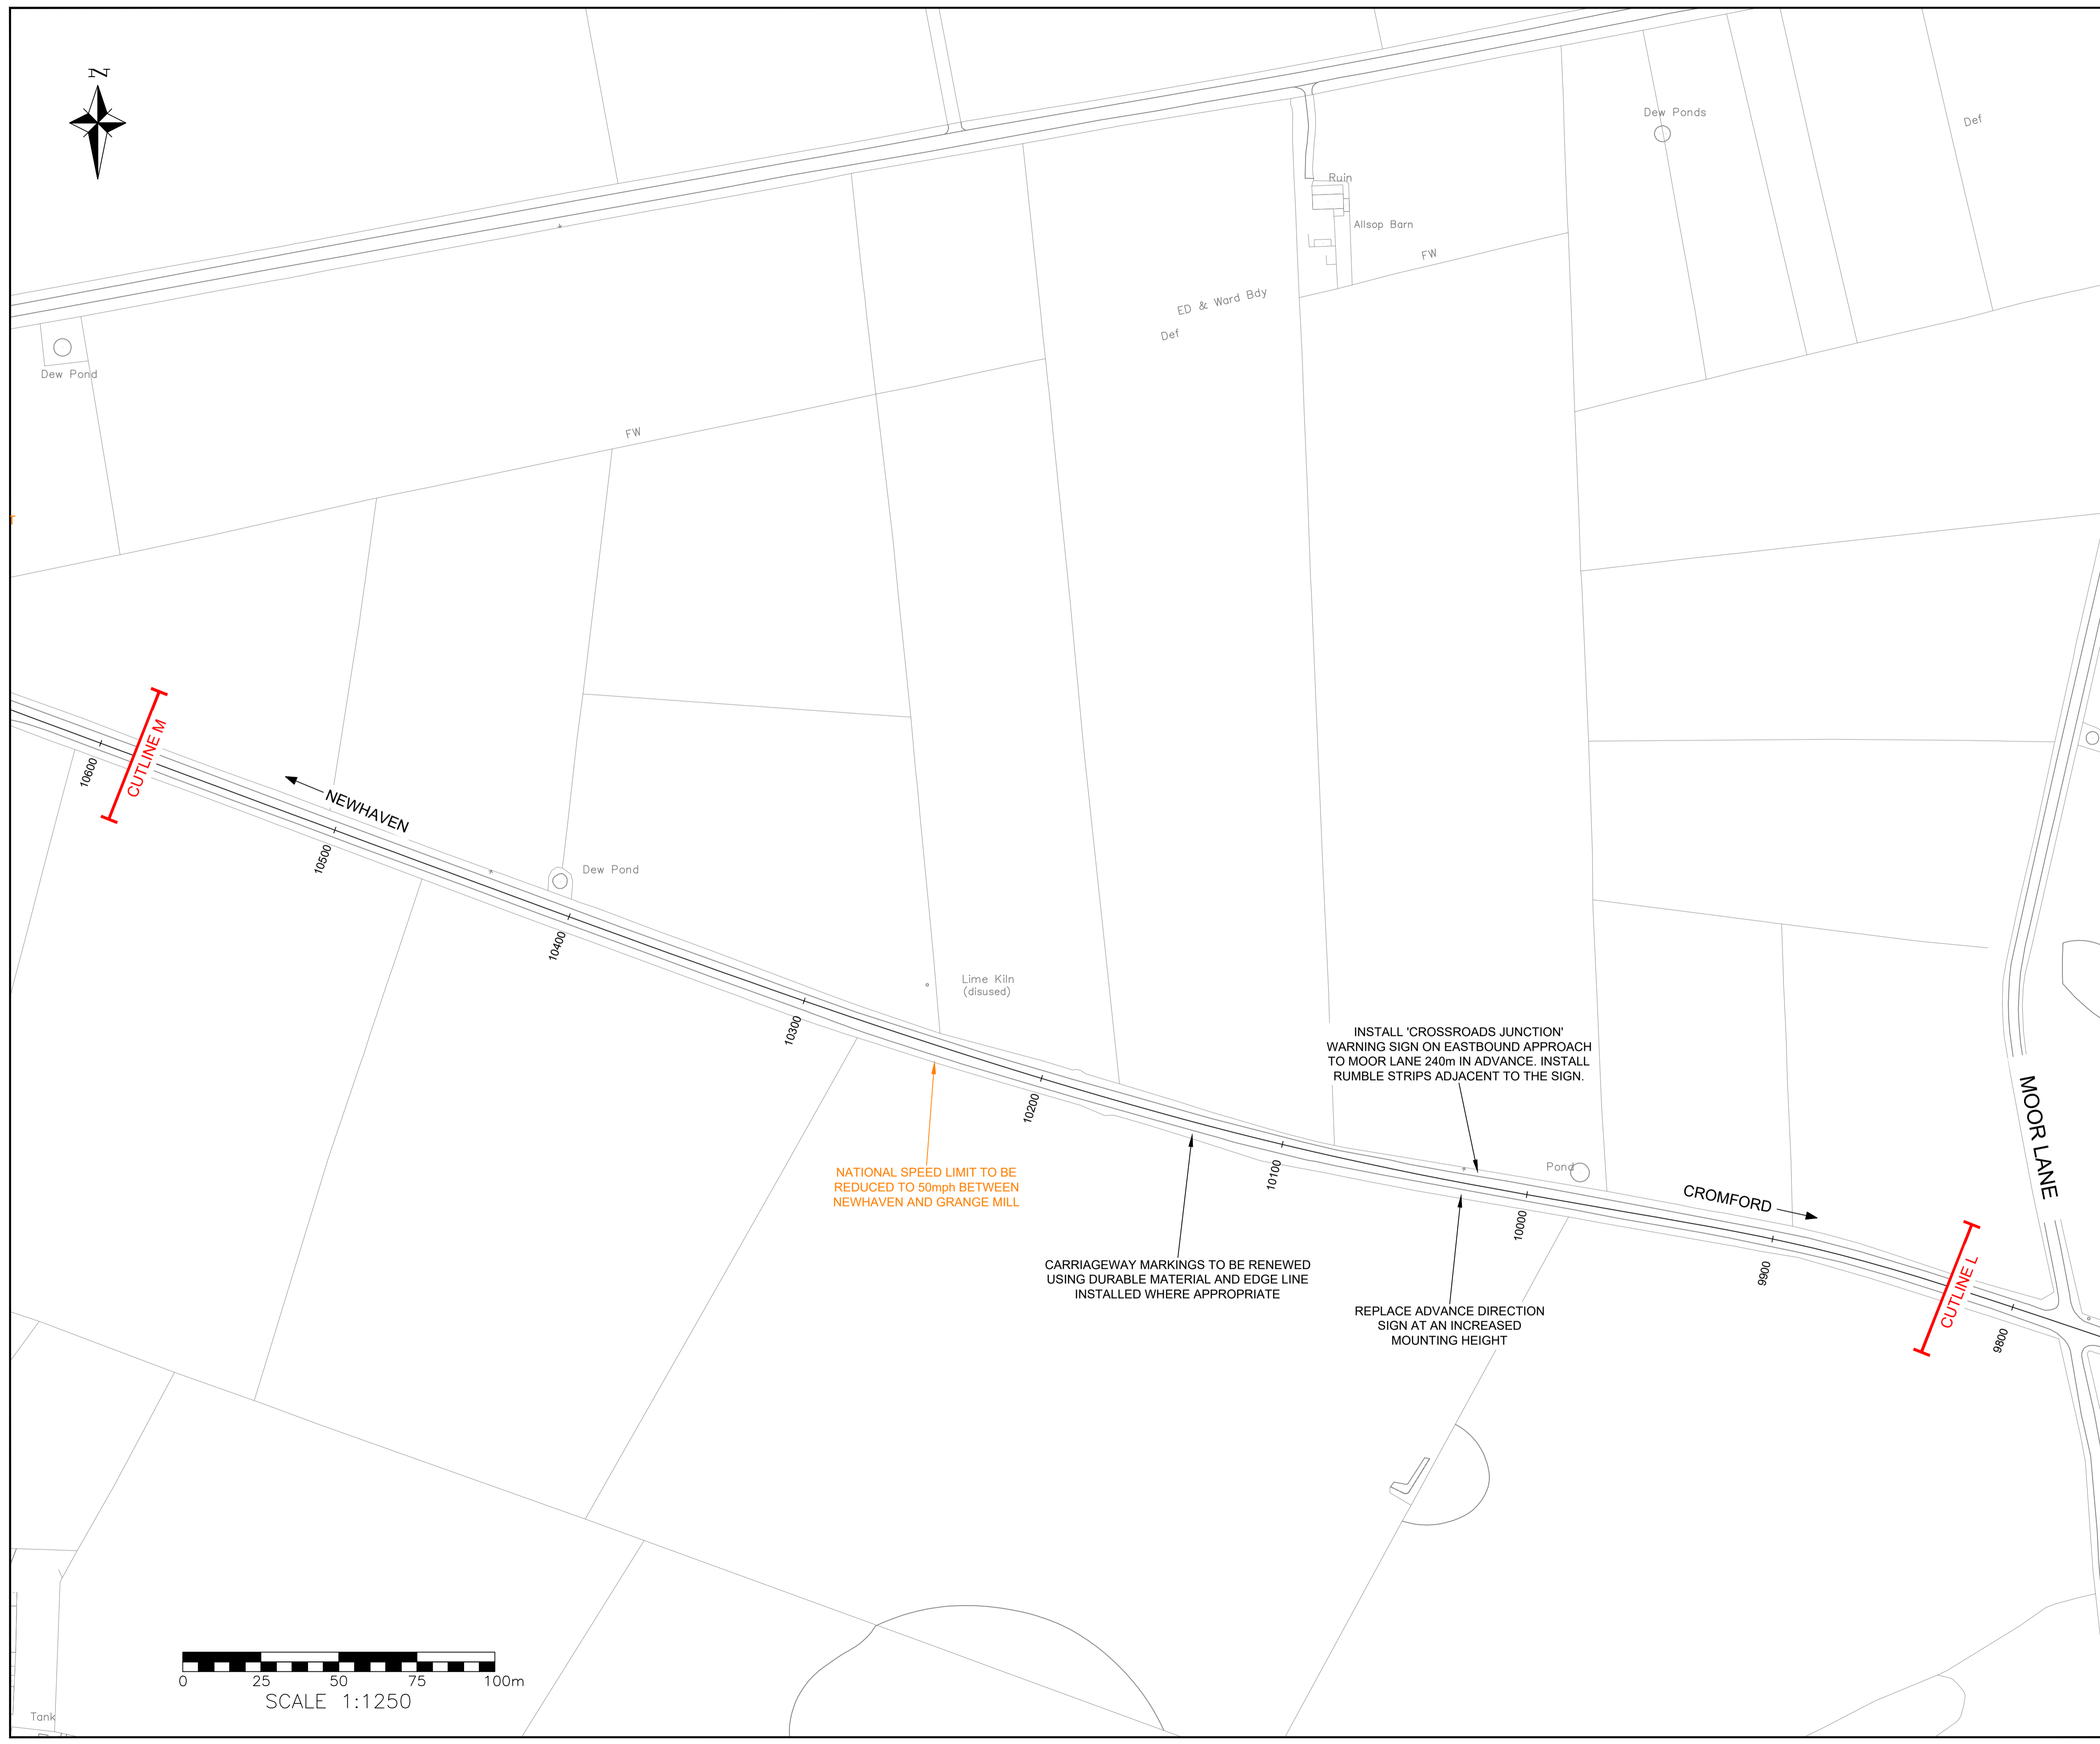 N
Dew Ponds
Def
Ruin
Allsop Barn
FW
ED & Ward Bdy
Def
Dew Pond
FW
T
CUTLINE M
10600
NEWHAVEN
10500
Dew Pond
10400
Lime Kiln
(disused)
10300
INSTALL 'CROSSROADS JUNCTION'
WARNING SIGN ON EASTBOUND APPROACH
TO MOOR LANE 240m IN ADVANCE. INSTALL
RUMBLE STRIPS ADJACENT TO THE SIGN.
MOOR LANE
10200
NATIONAL SPEED LIMIT TO BE
REDUCED TO 50mph BETWEEN
NEWHAVEN AND GRANGE MILL
10100
Pond
CROMFORD
10000
CARRIAGEWAY MARKINGS TO BE RENEWED
USING DURABLE MATERIAL AND EDGE LINE
INSTALLED WHERE APPROPRIATE
9900
CUTLINE L
REPLACE ADVANCE DIRECTION
SIGN AT AN INCREASED
MOUNTING HEIGHT
9800
0 25 50 75 100m
SCALE 1:1250
Tank